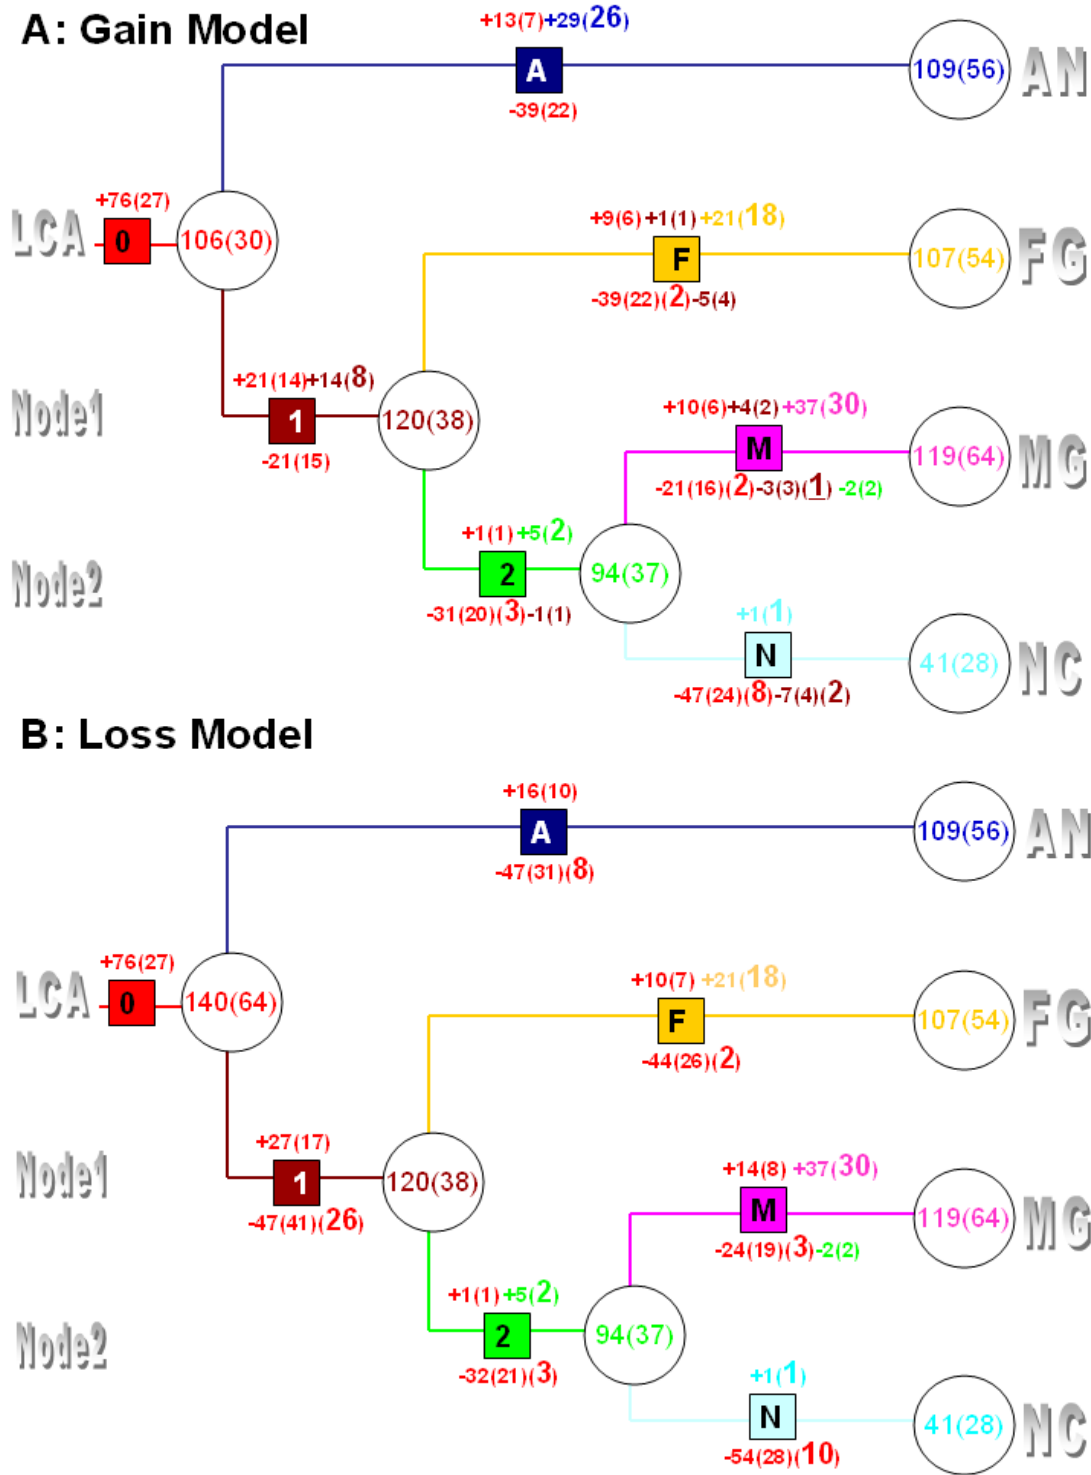 A: Gain Model
+13(7)+29(26)
A
-39(22)
109(56)
AN
+76(27)
LCA
0
106(30)
+9(6)+1(1)+21(18)
F
-39(22)(2)-5(4)
107(54)
FG
+21(14)+14(8)
Node1
1
120(38)
-21(15)
+10(6)+4(2)+37(30)
M
-21(16)(2)-3(3)(1) -2(2)
119(64)
MG
+1(1)+5(2)
Node2
2
94(37)
-31(20)(3)-1(1)
+1(1)
N
-47(24)(8)-7(4)(2)
41(28)
NC
B: Loss Model
+16(10)
A
-47(31)(8)
109(56)
AN
+76(27)
LCA
0
140(64)
+10(7) +21(18)
F
-44(26)(2)
107(54)
FG
+27(17)
Node1
1
120(38)
-47(41)(26)
+14(8) +37(30)
M
-24(19)(3)-2(2)
119(64)
MG
+1(1)+5(2)
Node2
2
94(37)
-32(21)(3)
+1(1)
N
-54(28)(10)
41(28)
NC